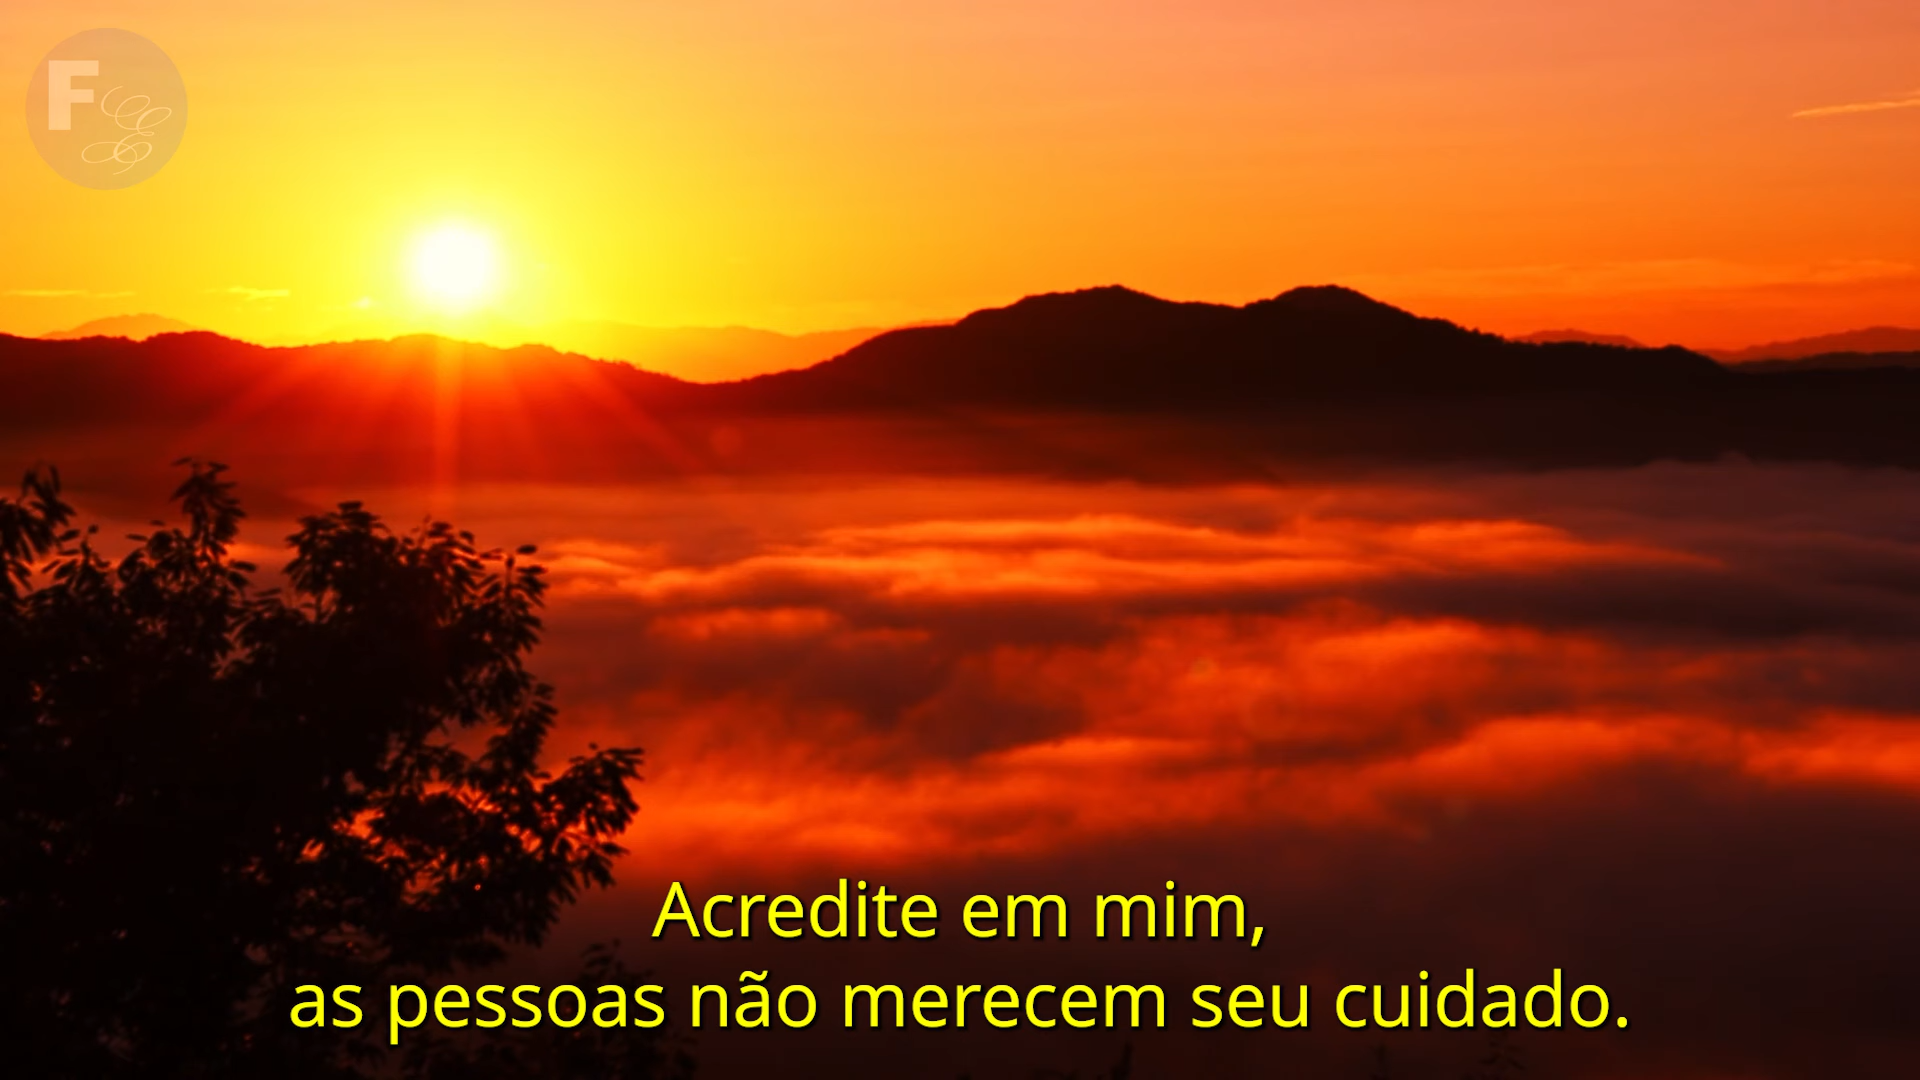 F
Acredite em mim,
as pessoas não merecem seu cuidado.